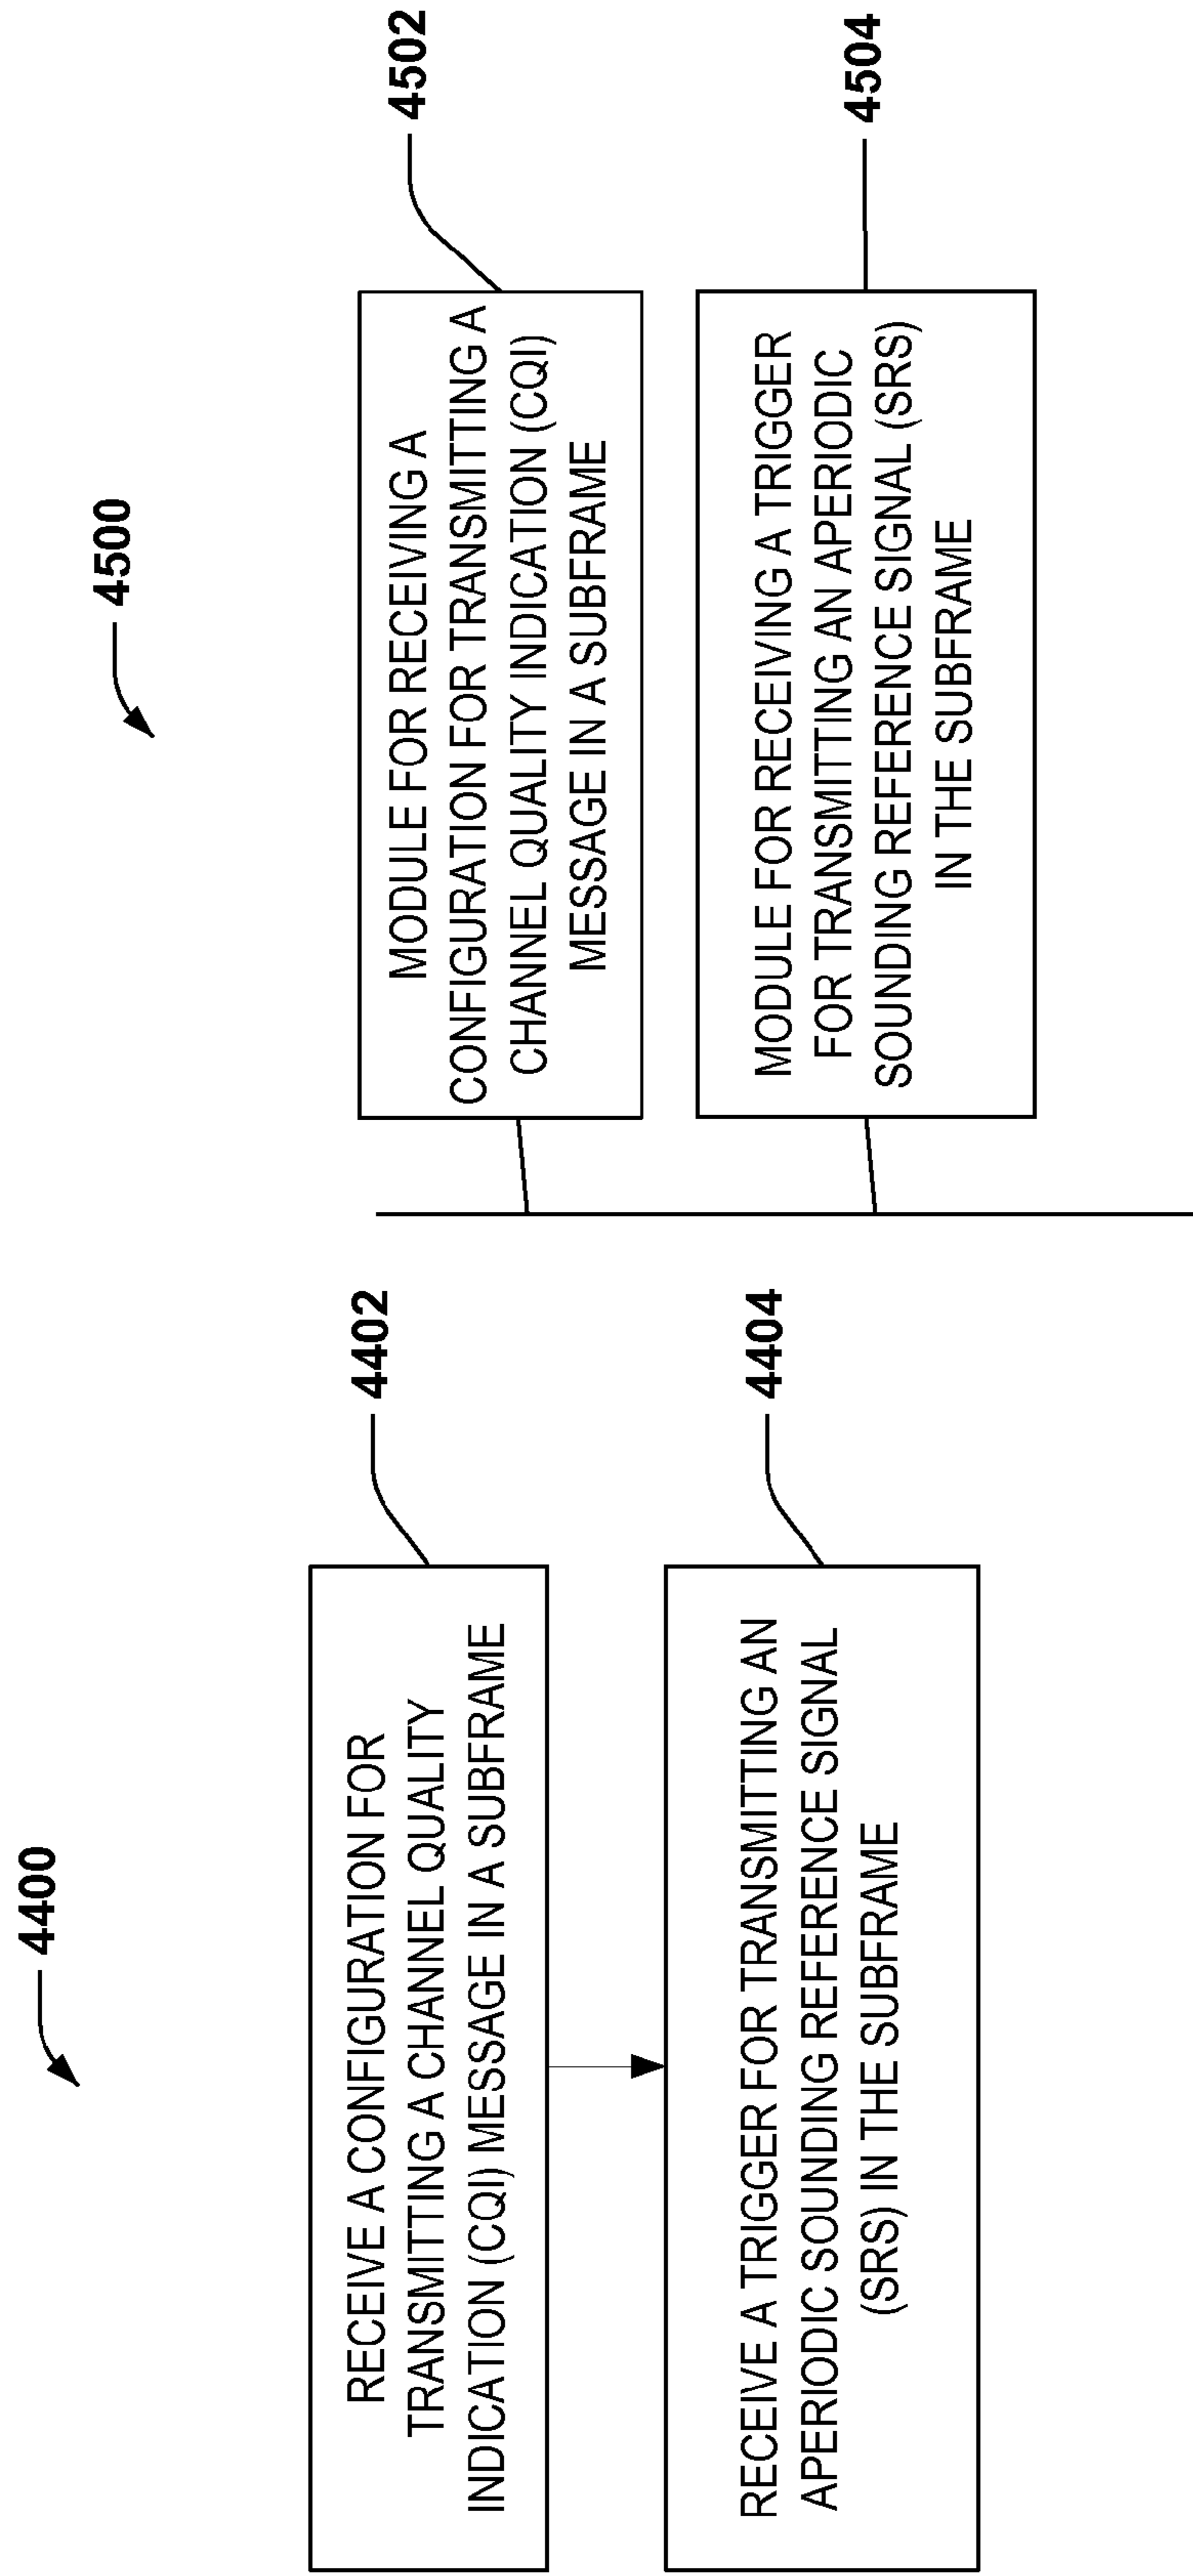 4400
RECEIVE A CONFIGURATION FOR
TRANSMITTING A CHANNEL QUALITY
INDICATION (CQI) MESSAGE IN A SUBFRAME
4402
RECEIVE A TRIGGER FOR TRANSMITTING AN
APERIODIC SOUNDING REFERENCE SIGNAL
(SRS) IN THE SUBFRAME
4404
4500
MODULE FOR RECEIVING A
CONFIGURATION FOR TRANSMITTING A
CHANNEL QUALITY INDICATION (CQI)
MESSAGE IN A SUBFRAME
4502
MODULE FOR RECEIVING A TRIGGER
FOR TRANSMITTING AN APERIODIC
SOUNDING REFERENCE SIGNAL (SRS)
IN THE SUBFRAME
4504